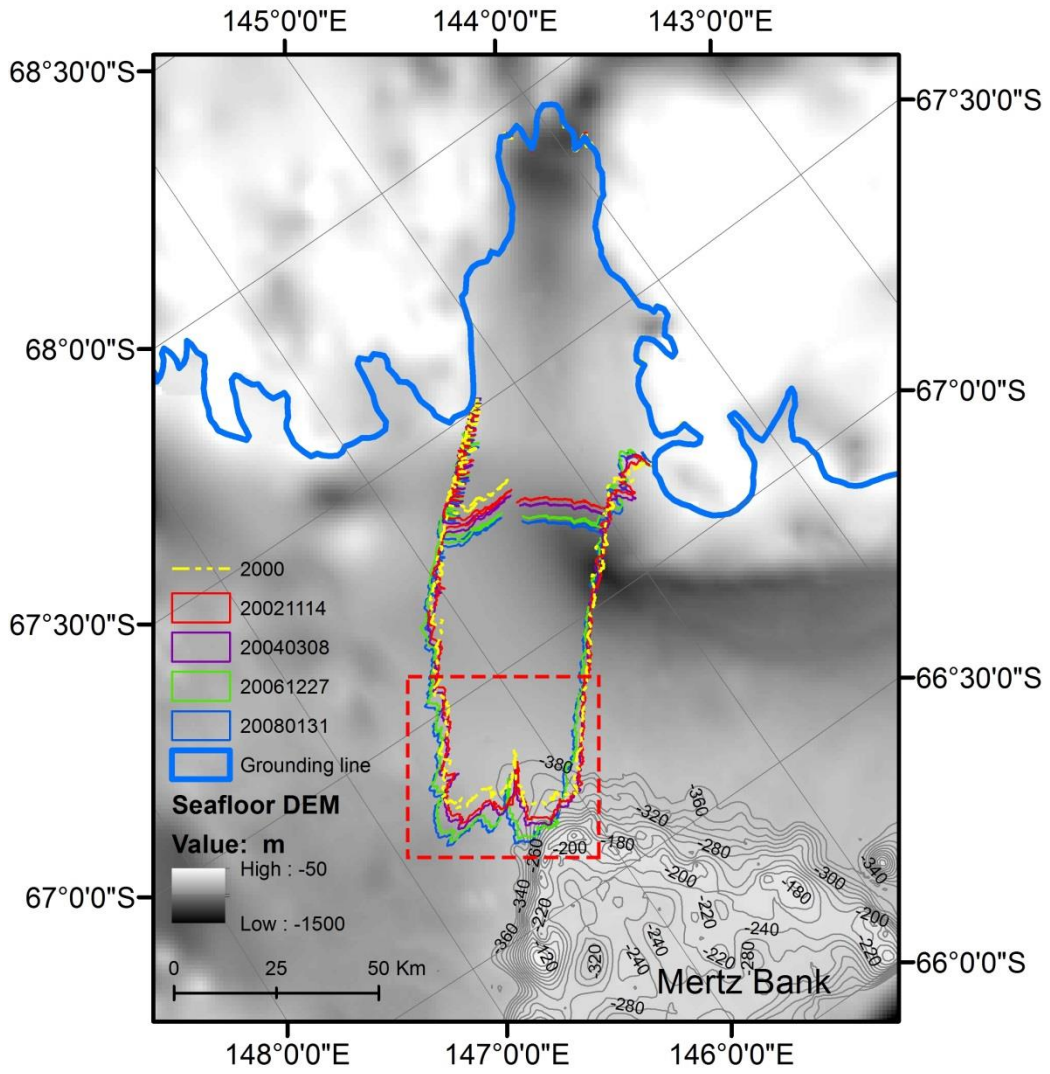 145°0'0"E 144°0'0"E 143°0'0"E
68°30'0"S
67°30'0"S
68°0'0"S
67°0'0"S
67°30'0"S
66°30'0"S
67°0'0"S
66°0'0"S
2000
20021114
20040308
20061227
20080131
Grounding line
Seafloor DEM
Value: m
High : -50
Low : -1500
0 25 50 Km
-380
-360
-320
-280
-180
-200
-260
-200
-300
-340
-180
-340
-220
-220
-200
-240
-220
-360
-240
-220
-280
-120
-320
-240
-280
Mertz Bank
148°0'0"E 147°0'0"E 146°0'0"E